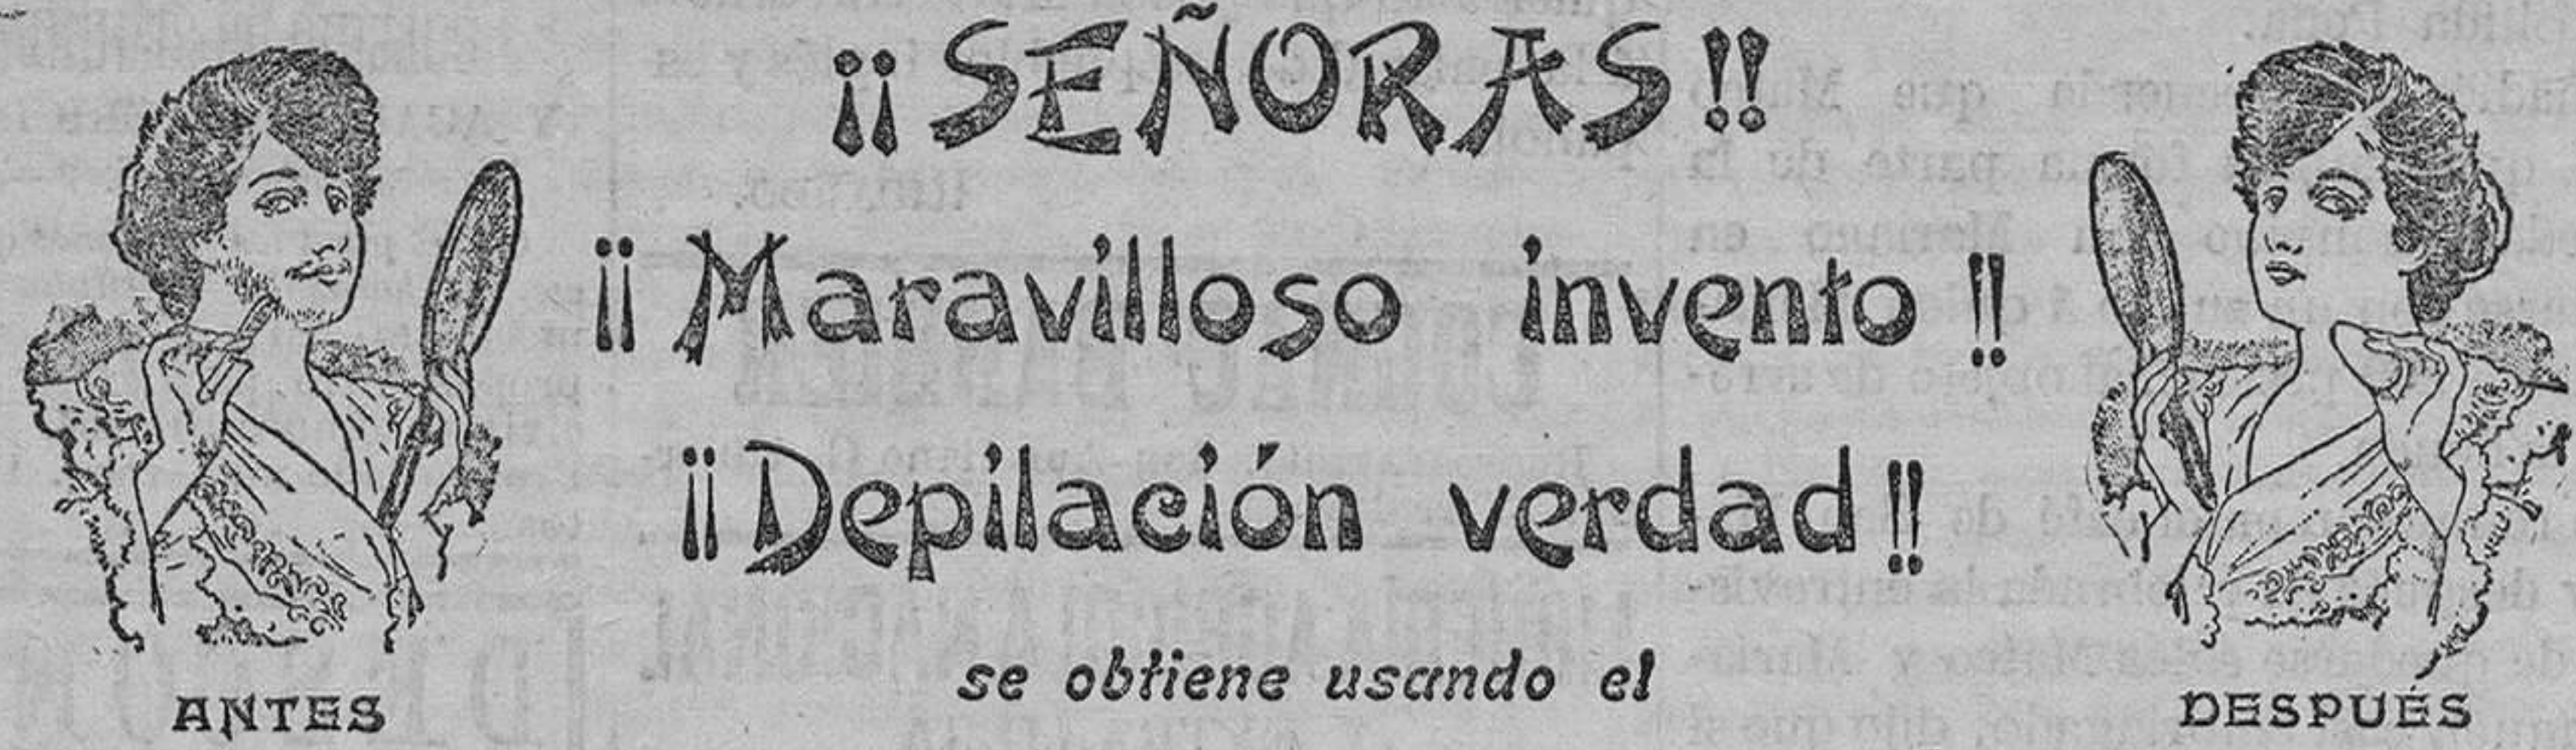 ¡¡SEÑORAS!!
¡¡Maravilloso invento!!
¡¡Depilación verdad!!
se obtiene usando el
ANTES
DESPUÉS